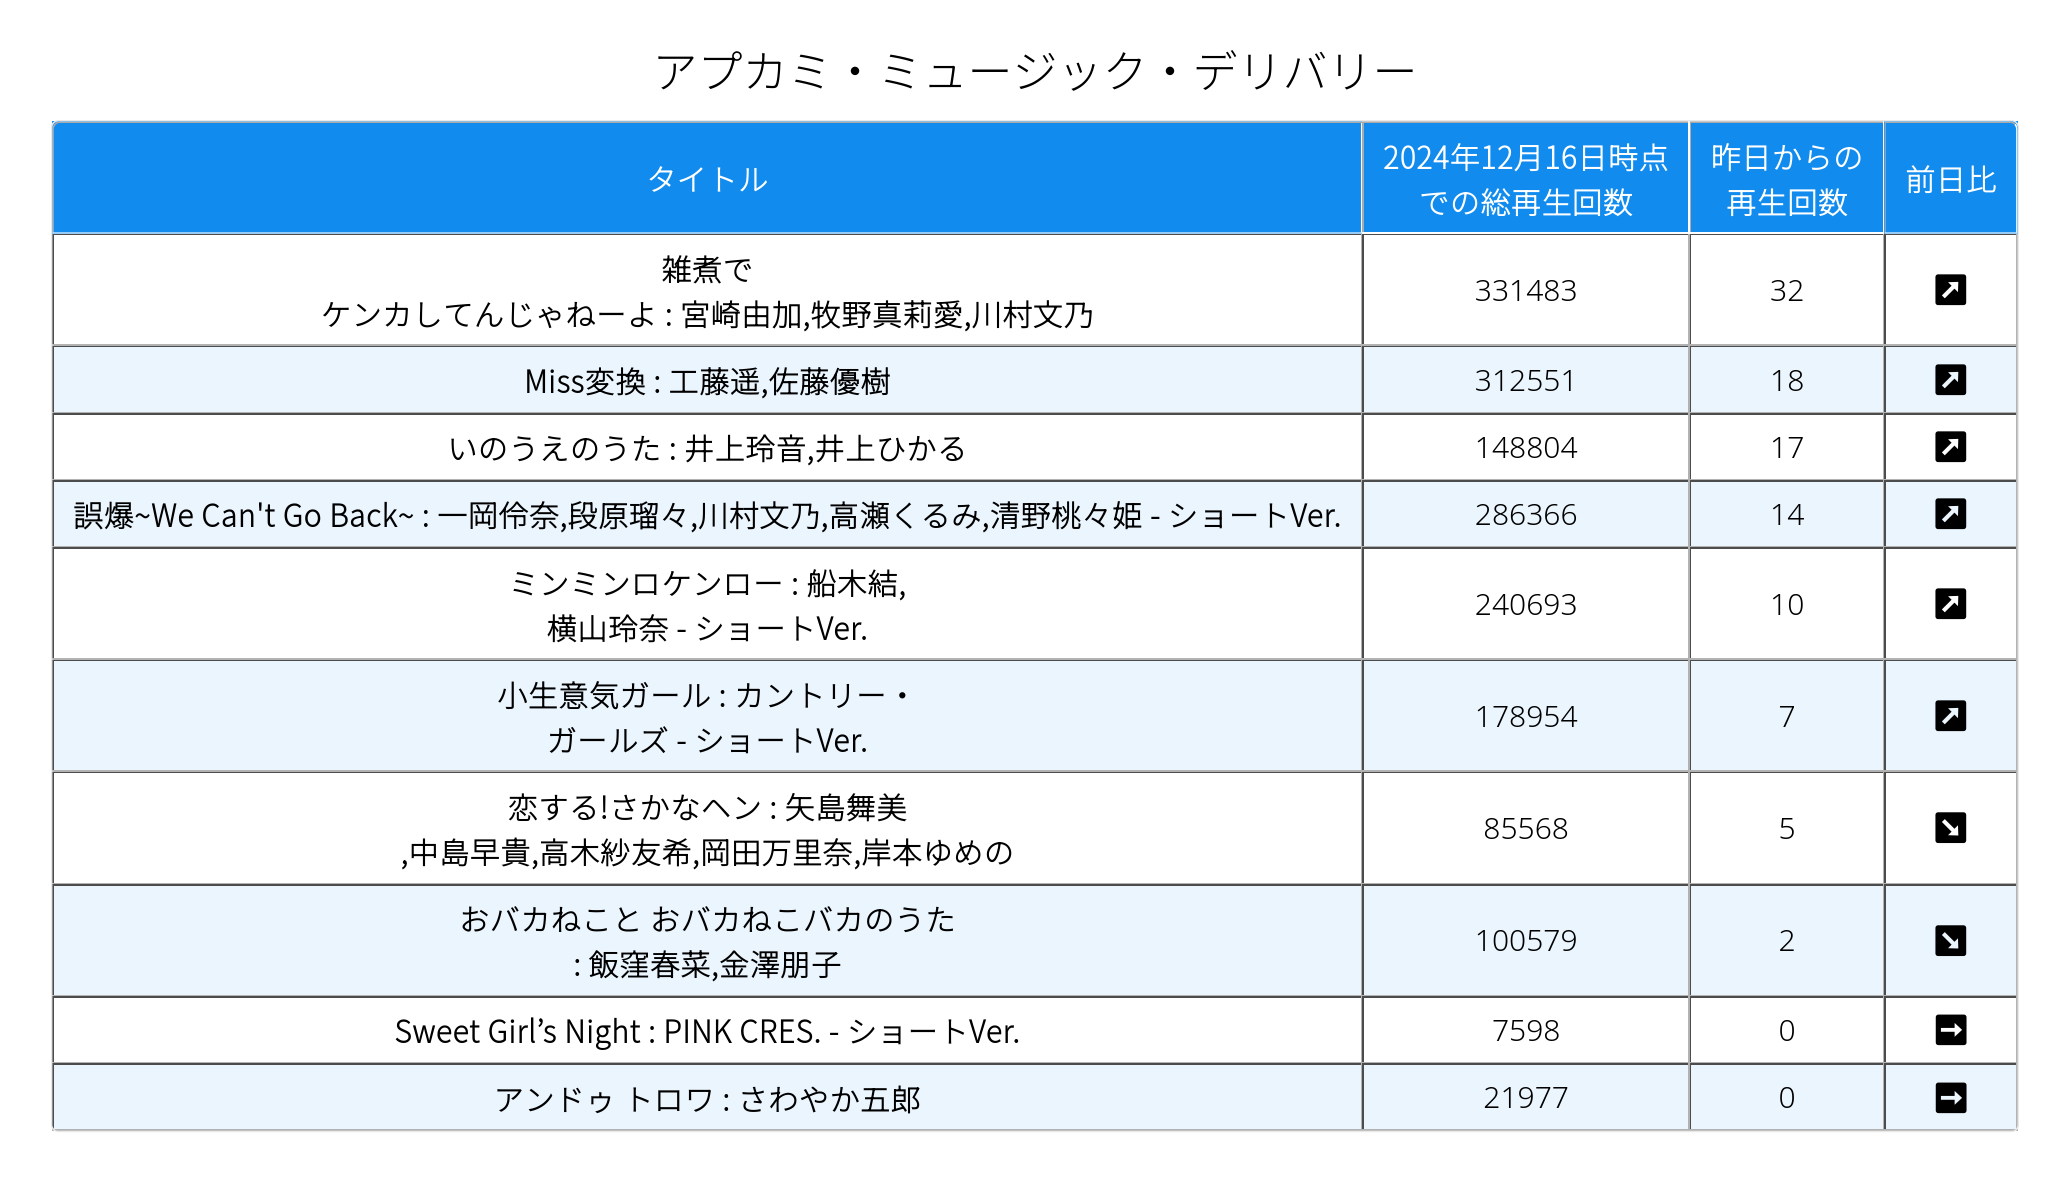 アプカミ・ミュージック・デリバリー
タイトル
2024年12月16日時点
での総再生回数
昨日からの
再生回数
前日比
雑煮で
ケンカしてんじゃねーよ : 宮崎由加,牧野真莉愛,川村文乃
331483
32
Miss変換 : 工藤遥,佐藤優樹
312551
18
いのうえのうた : 井上玲音,井上ひかる
148804
17
誤爆~We Can't Go Back~ : 一岡伶奈,段原瑠々,川村文乃,高瀬くるみ,清野桃々姫 - ショートVer.
286366
14
ミンミンロケンロー : 船木結,
横山玲奈 - ショートVer.
240693
10
小生意気ガール : カントリー・
ガールズ - ショートVer.
178954
7
恋する!さかなヘン : 矢島舞美
,中島早貴,高木紗友希,岡田万里奈,岸本ゆめの
85568
5
おバカねこと おバカねこバカのうた
: 飯窪春菜,金澤朋子
100579
2
Sweet Girl’s Night : PINK CRES. - ショートVer.
7598
0
アンドゥ トロワ : さわやか五郎
21977
0